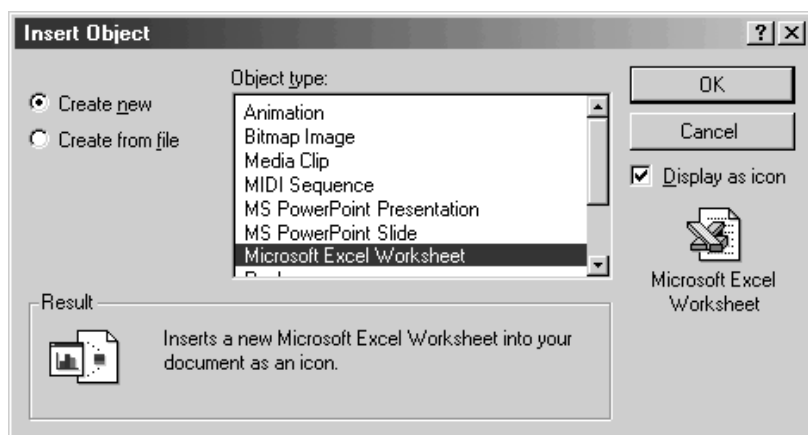 Insert Object
Create new
Create from file
Object type:
Animation
Bitmap Image
Media Clip
MIDI Sequence
MS PowerPoint Presentation
MS PowerPoint Slide
Microsoft Excel Worksheet
OK
Cancel
Display as icon
Microsoft Excel
Worksheet
Result
Inserts a new Microsoft Excel Worksheet into your
document as an icon.